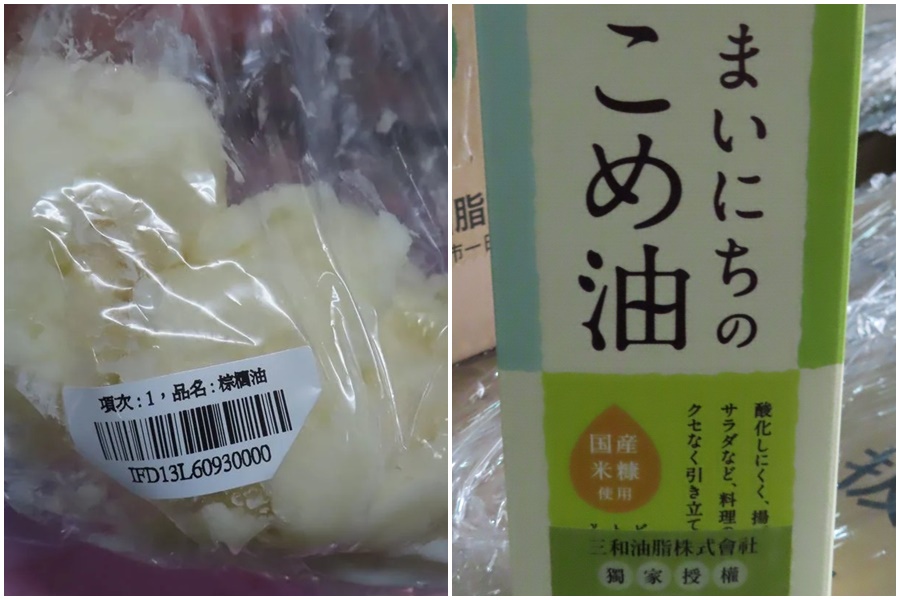 項次：1，品名：棕櫚油
IFD13L60930000
脂
市一
まいにちの
こめ油
国産
米糠
使用
酸化しにくく、揚
サラダなど、料理の
クセなく引き立て
三和油脂株式會社
獨家授權